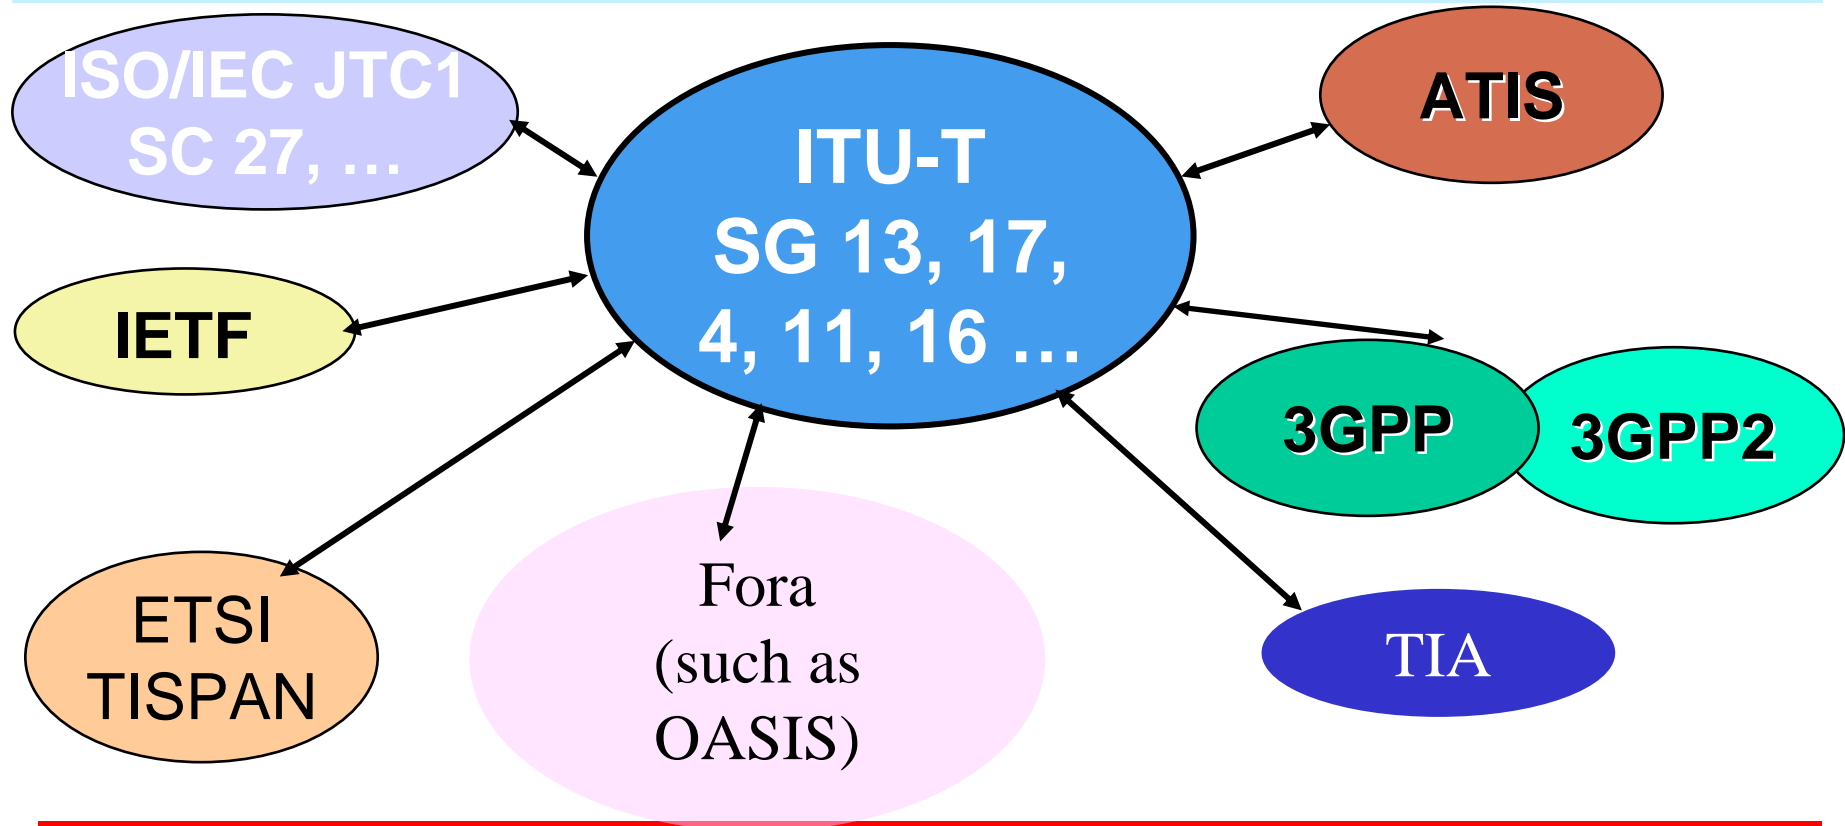 ISO/IEC JTC1
SC 27, …
ITU-T
SG 13, 17,
4, 11, 16 …
ATIS
IETF
3GPP
3GPP2
ETSI
TISPAN
Fora
(such as
OASIS)
TIA